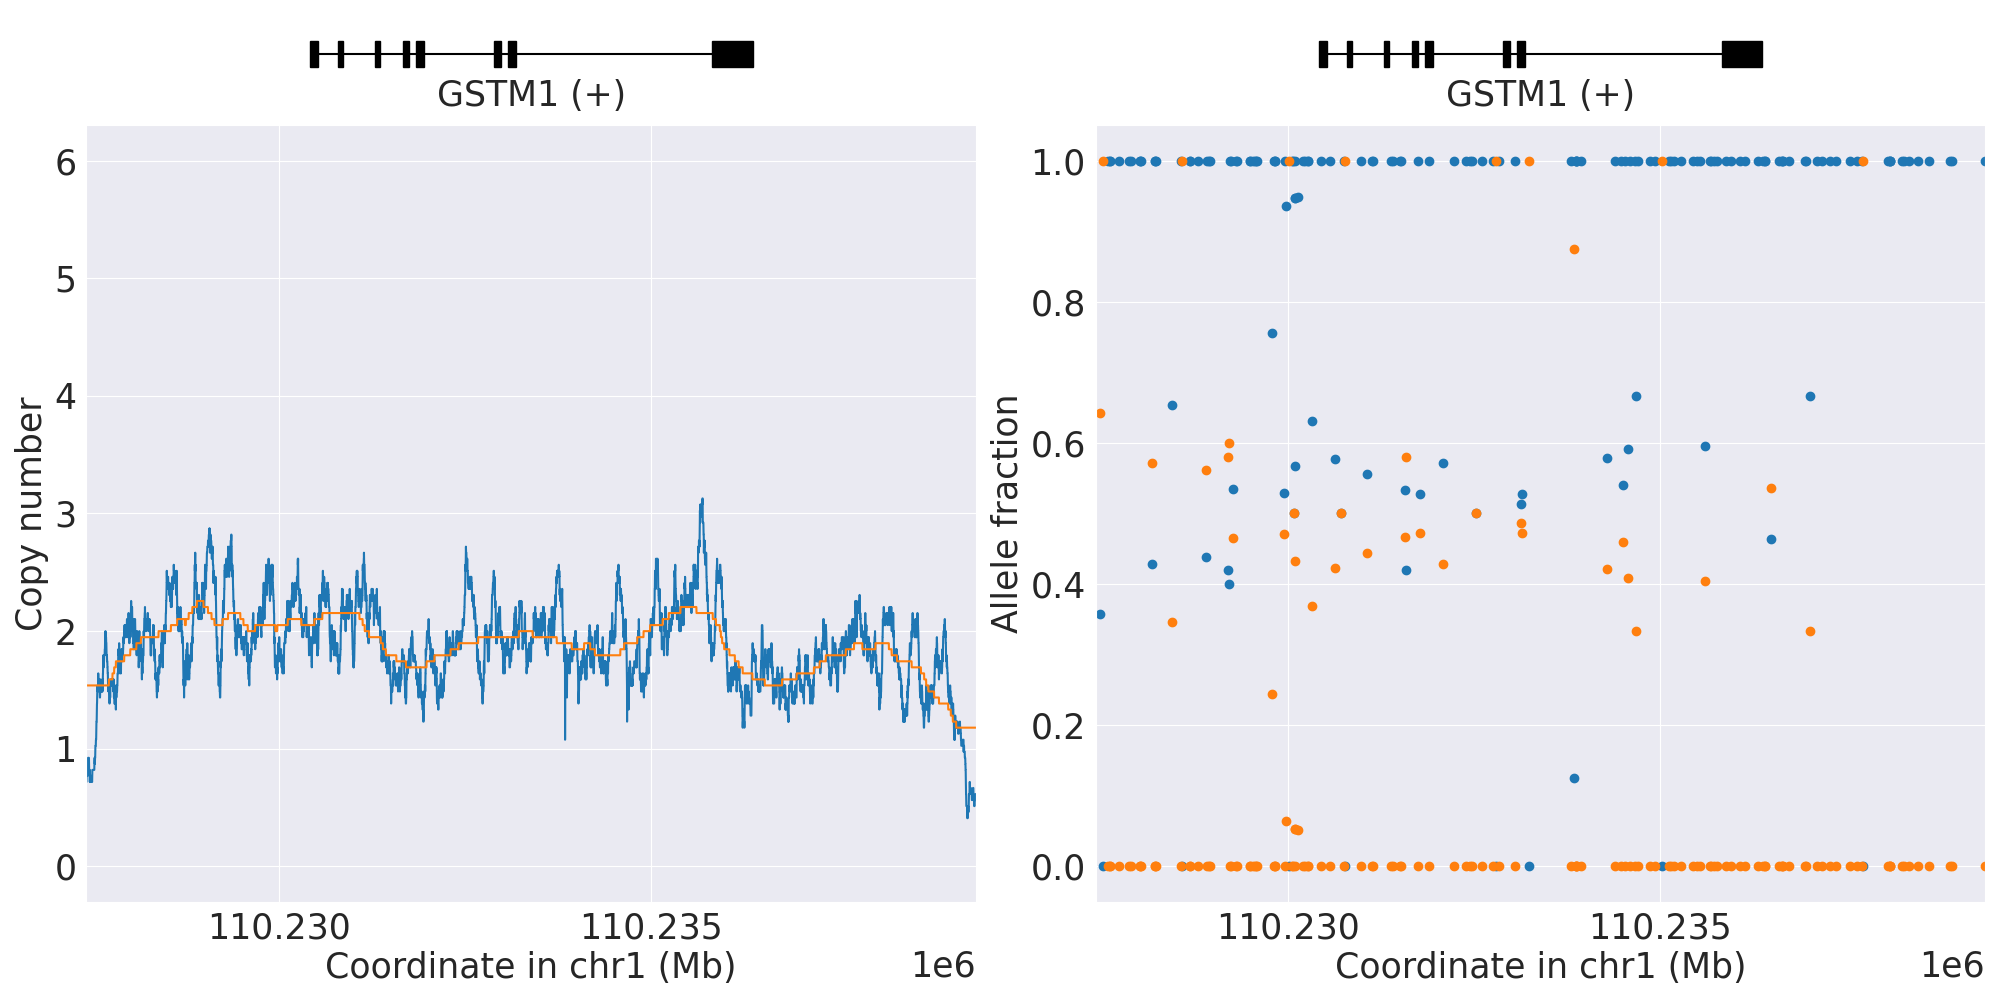 GSTM1 (+)
6
5
4
3
2
1
0
Copy number
110.230
110.235
Coordinate in chr1 (Mb)
1e6
GSTM1 (+)
1.0
0.8
0.6
0.4
0.2
0.0
Allele fraction
110.230
110.235
Coordinate in chr1 (Mb)
1e6